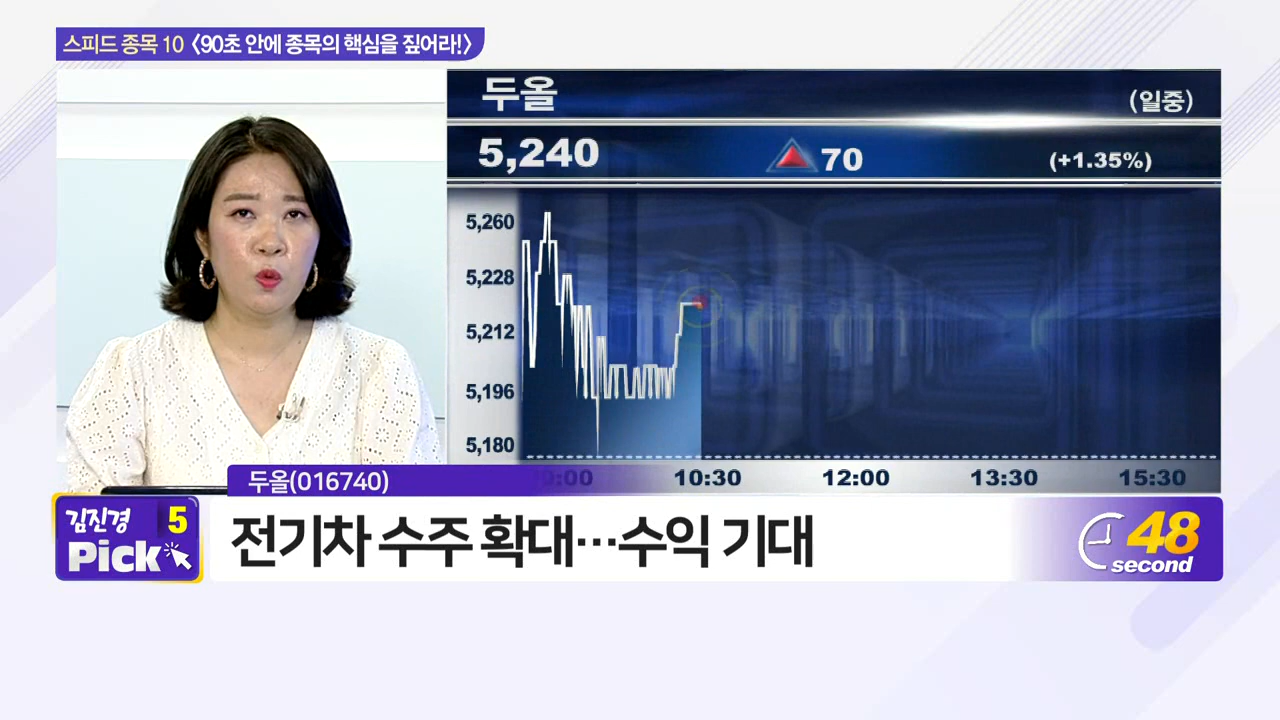 스피드 종목 10 〈90초 안에 종목의 핵심을 짚어라!〉
두올
(일중)
5,240
70
(+1.35%)
5,260
5,228
5,212
5,196
5,180
10:30
12:00
13:30
15:30
두올(016740)
김진경 5
Pick
전기차 수주 확대…수익 기대
48
second